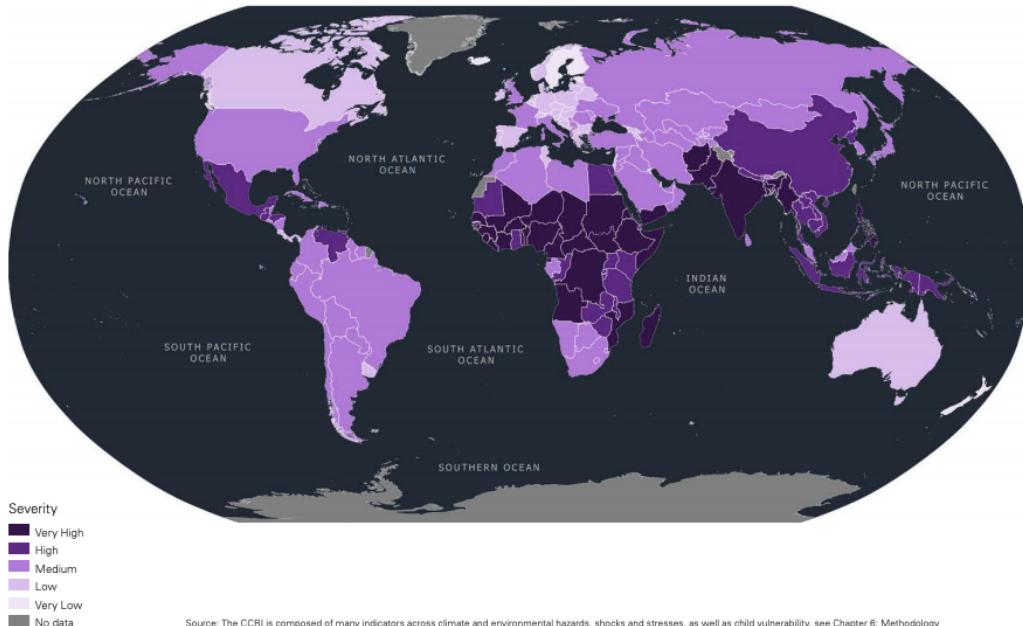 NORTH ATLANTIC
OCEAN
NORTH PACIFIC
OCEAN
NORTH PACIFIC
OCEAN
INDIAN
OCEAN
SOUTH PACIFIC
OCEAN
SOUTH ATLANTIC
OCEAN
SOUTHERN OCEAN
Severity
Very High
High
Medium
Low
Very Low
No data
Source: The CCRI is composed of many indicators across climate and environmental hazards, shocks and stresses, as well as child vulnerability, see Chapter 6: Methodology